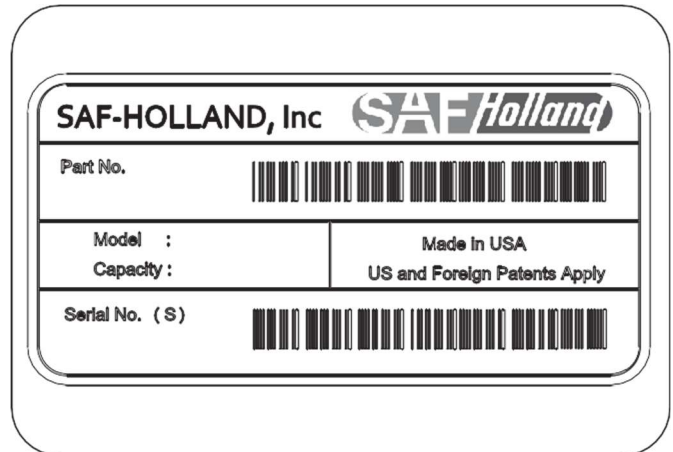 SAF-HOLLAND, Inc SAF Holland
Part No.
Model :
Capacity :
Made in USA
US and Foreign Patents Apply
Serial No. (S)